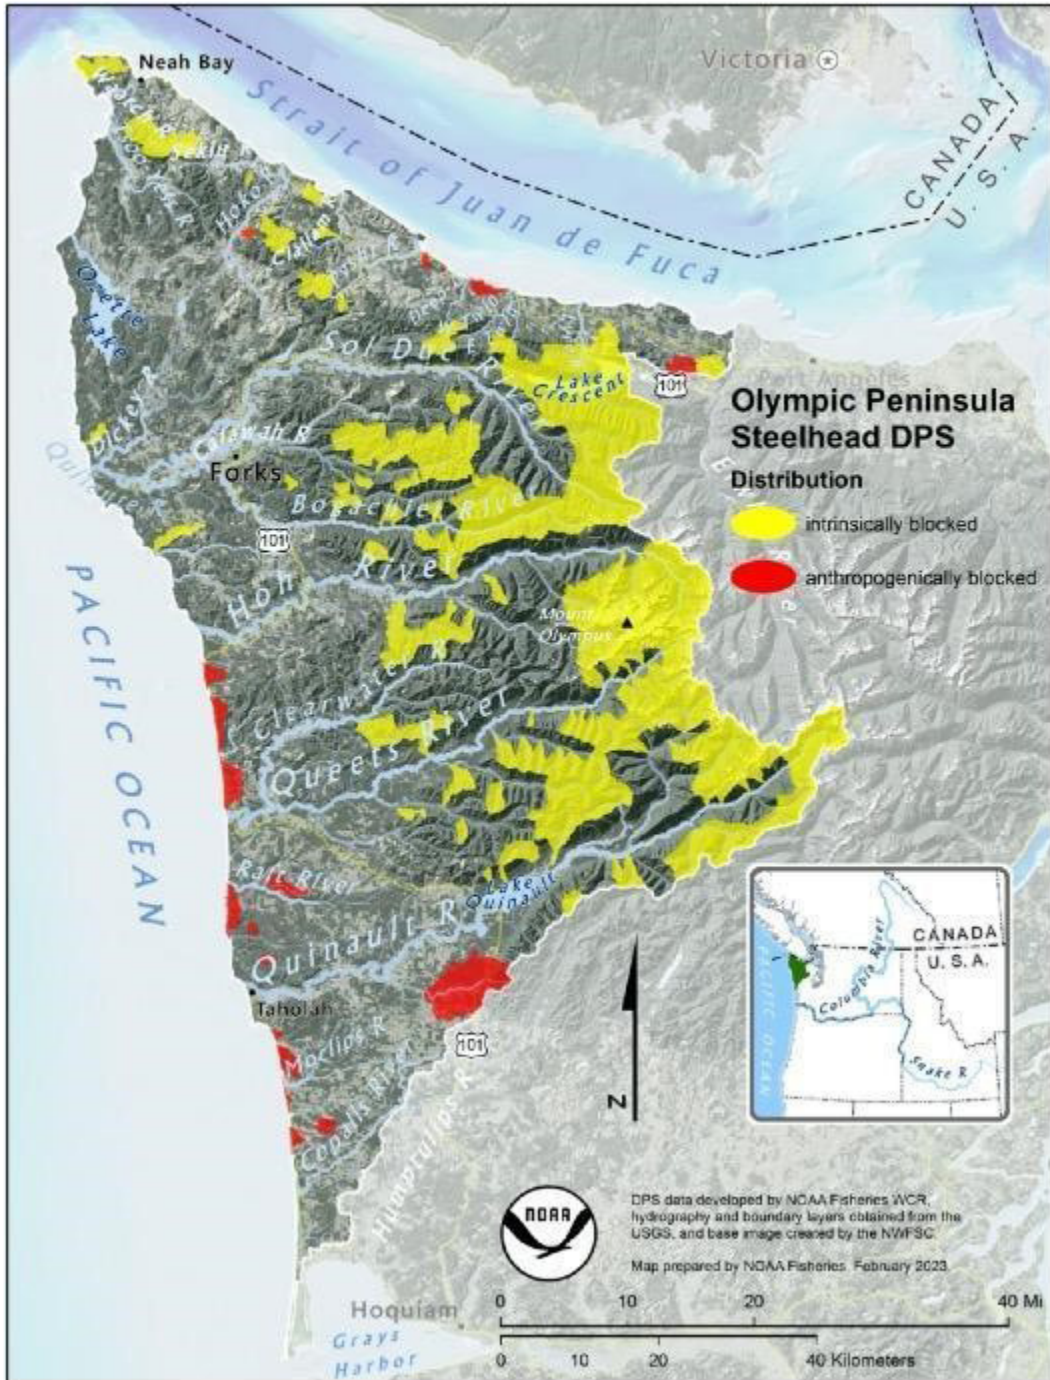 Neah Bay
Victoria
Strait of Juan de Fuca
CANADA
U. S. A.
Sekiu
Hoko
Clallam R
Ozette
Lake
Sol Duc River
Lake
Crescent
101
Port Angeles
Olympic Peninsula
Steelhead DPS
Distribution
intrinsically blocked
anthropogenically blocked
Dickey R
Calawah R
Forks
Bogachiel River
101
Hoh River
PACIFIC OCEAN
Mount
Olympus
Clearwater R
Queets River
Raft River
Lake
Quinault
Quinault R
Taholah
Moclips R
Copalis River
101
Humptulips R
N
CANADA
U. S. A.
Columbia River
PACIFIC OCEAN
Snake R
NOAA
DPS data developed by NOAA Fisheries WCR,
hydrography and boundary layers obtained from the
USGS, and base image created by the NWFSC.
Map prepared by NOAA Fisheries. February 2023.
Hoquiam
Grays
Harbor
0 10 20 40 Mi
0 10 20 40 Kilometers